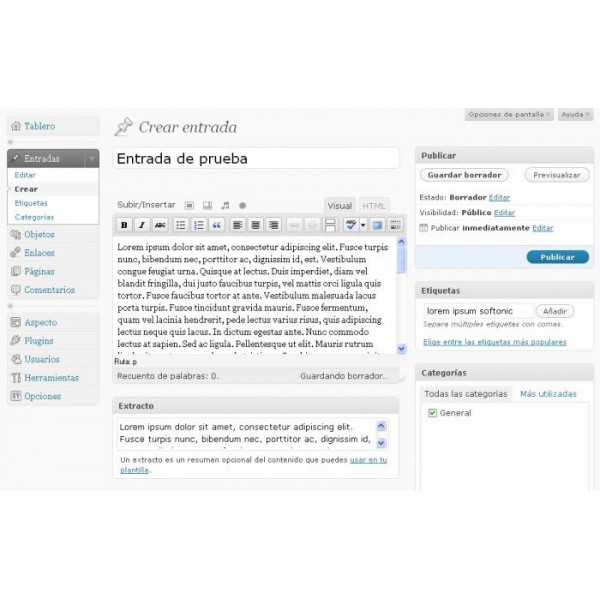 Opciones de pantalla
Ayuda
Tablero
Entradas
Editar
Crear
Etiquetas
Categorías
Objetos
Enlaces
Páginas
Comentarios
Aspecto
Plugins
Usuarios
Herramientas
Opciones
Crear entrada
Entrada de prueba
Subir/Insertar
Visual
HTML
B I ABC
ABC
Lorem ipsum dolor sit amet, consectetur adipiscing elit. Fusce turpis
nunc, bibendum nec, porttitor ac, dignissim id, est. Vestibulum
congue feugiat urna. Quisque at lectus. Duis imperdiet, diam vel
blandit fringilla, dui justo faucibus turpis, vel mattis orci ligula quis
tortor. Fusce faucibus tortor at ante. Vestibulum malesuada lacus
porta turpis. Fusce tincidunt gravida mauris. Fusce fermentum,
quam vel lacinia hendrerit, pede lectus varius risus, quis adipiscing
lectus neque quis lacus. In dictum egestas ante. Nunc commodo
lectus at sapien. Sed ac ligula. Pellentesque ut elit. Mauris rutrum
Ruta: p
Recuento de palabras: 0.
Guardando borrador...
Extracto
Lorem ipsum dolor sit amet, consectetur adipiscing elit.
Fusce turpis nunc, bibendum nec, porttitor ac, dignissim id,
Un extracto es un resumen opcional del contenido que puedes usar en tu
plantilla.
Publicar
Guardar borrador
Previsualizar
Estado: Borrador Editar
Visibilidad: Público Editar
Publicar inmediatamente Editar
Publicar
Etiquetas
lorem ipsum softonic
Añadir
Separa múltiples etiquetas con comas.
Elige entre las etiquetas más populares
Categorías
Todas las categorías
Más utilizadas
General